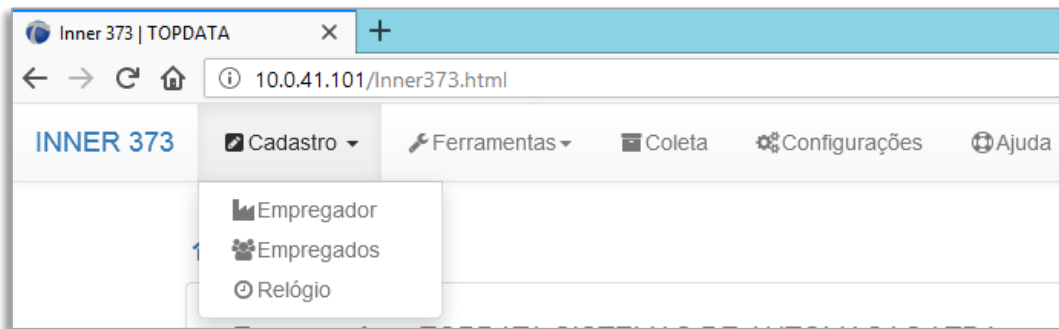 Inner 373 | TOPDATA
10.0.41.101/Inner373.html
INNER 373 Cadastro Ferramentas Coleta Configurações Ajuda
Empregador
Empregados
Relógio